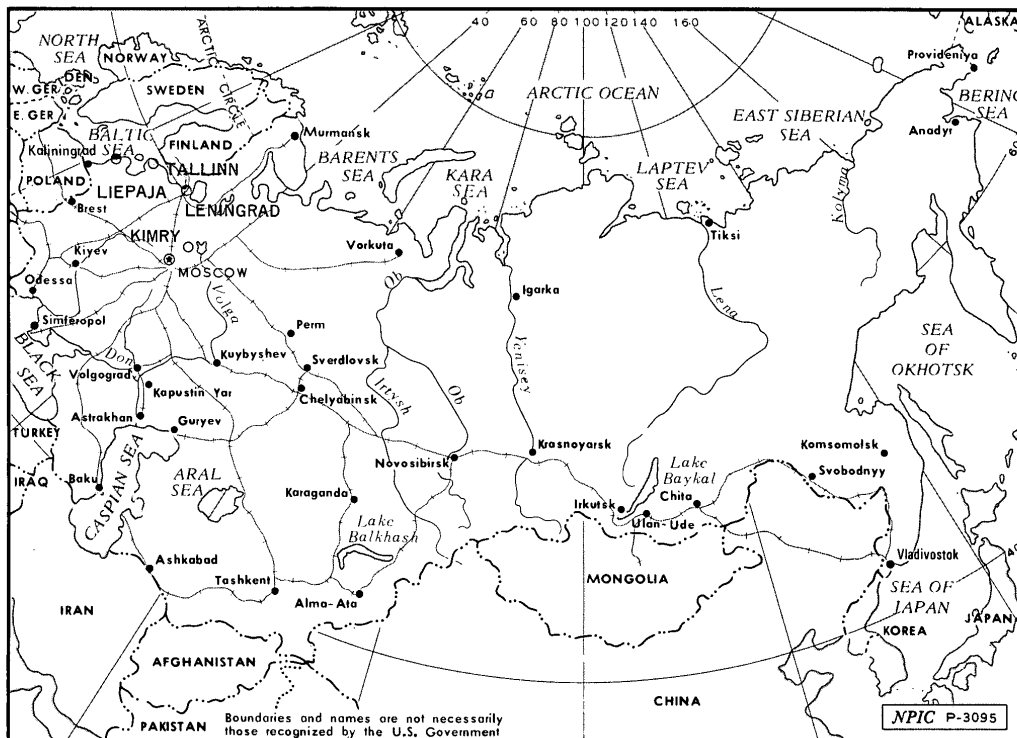 40 60 80 100 120 140 160
ALASKA
NORTH
SEA
NORWAY
ARCTIC CIRCLE
Provideniya
DEN.
W. GER
SWEDEN
ARCTIC OCEAN
BERING
SEA
E. GER
EAST SIBERIAN
SEA
BALTIC
SEA
FINLAND
Murmansk
Anadyr
Kaliningrad
TALLINN
BARENTS
SEA
KARA
SEA
LAPTEV
SEA
60
POLAND
LIEPAJA
LENINGRAD
Kolyma
Brest
Tiksi
KIMRY
Vorkuta
Kiyev
MOSCOW
Ob
Igarka
Lena
Odessa
Volga
Simferopol
Perm
Yenisey
SEA
OF
OKHOTSK
BLACK
SEA
Don
Kuybyshev
Sverdlovsk
Volgograd
Irtysh
Ob
Kapustin Yar
Chelyabinsk
Astrakhan
Guryev
TURKEY
Krasnoyarsk
Komsomolsk
Novosibirsk
Lake
Baykal
Svobodnyy
IRAQ
Baku
CASPIAN SEA
ARAL
SEA
Karaganda
Irkutsk
Chita
Ulan-Ude
Lake
Balkhash
40
Ashkabad
Vladivostok
Tashkent
Alma-Ata
MONGOLIA
SEA OF
JAPAN
IRAN
JAPAN
KOREA
AFGHANISTAN
CHINA
PAKISTAN
Boundaries and names are not necessarily
those recognized by the U.S. Government
NPIC P-3095